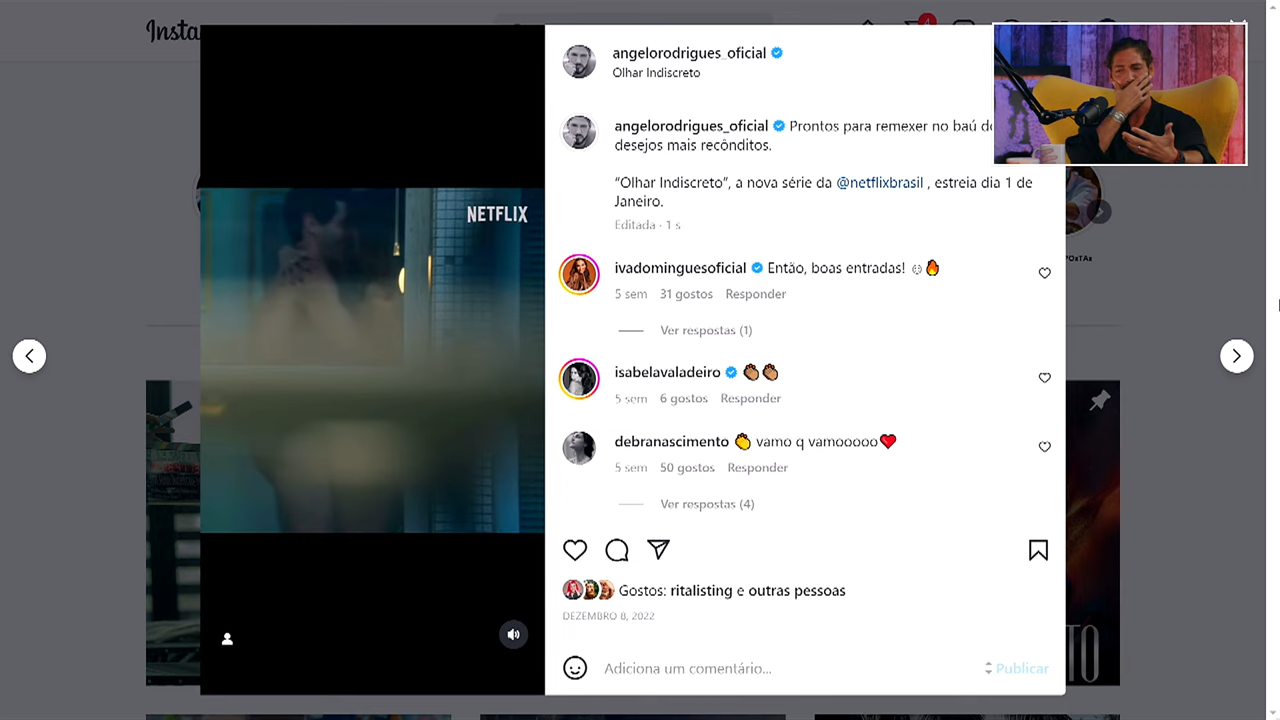 Insta
4
angelorodrigues_oficial
Olhar Indiscreto
angelorodrigues_oficial Prontos para remexer no baú
desejos mais recônditos.
"Olhar Indiscreto", a nova série da @netflixbrasil , estreia dia 1 de
Janeiro.
Editada · 1 s
NETFLIX
ivadominguesoficial Então, boas entradas! 🔥
5 sem 31 gostos Responder
Ver respostas (1)
isabelavaladeiro 👏🏽👏🏽
5 sem 6 gostos Responder
debranascimento 👏 vamo q vamooooo❤️
5 sem 50 gostos Responder
Ver respostas (4)
Gostos: ritalisting e outras pessoas
DEZEMBRO 8, 2022
Adiciona um comentário...
Publicar